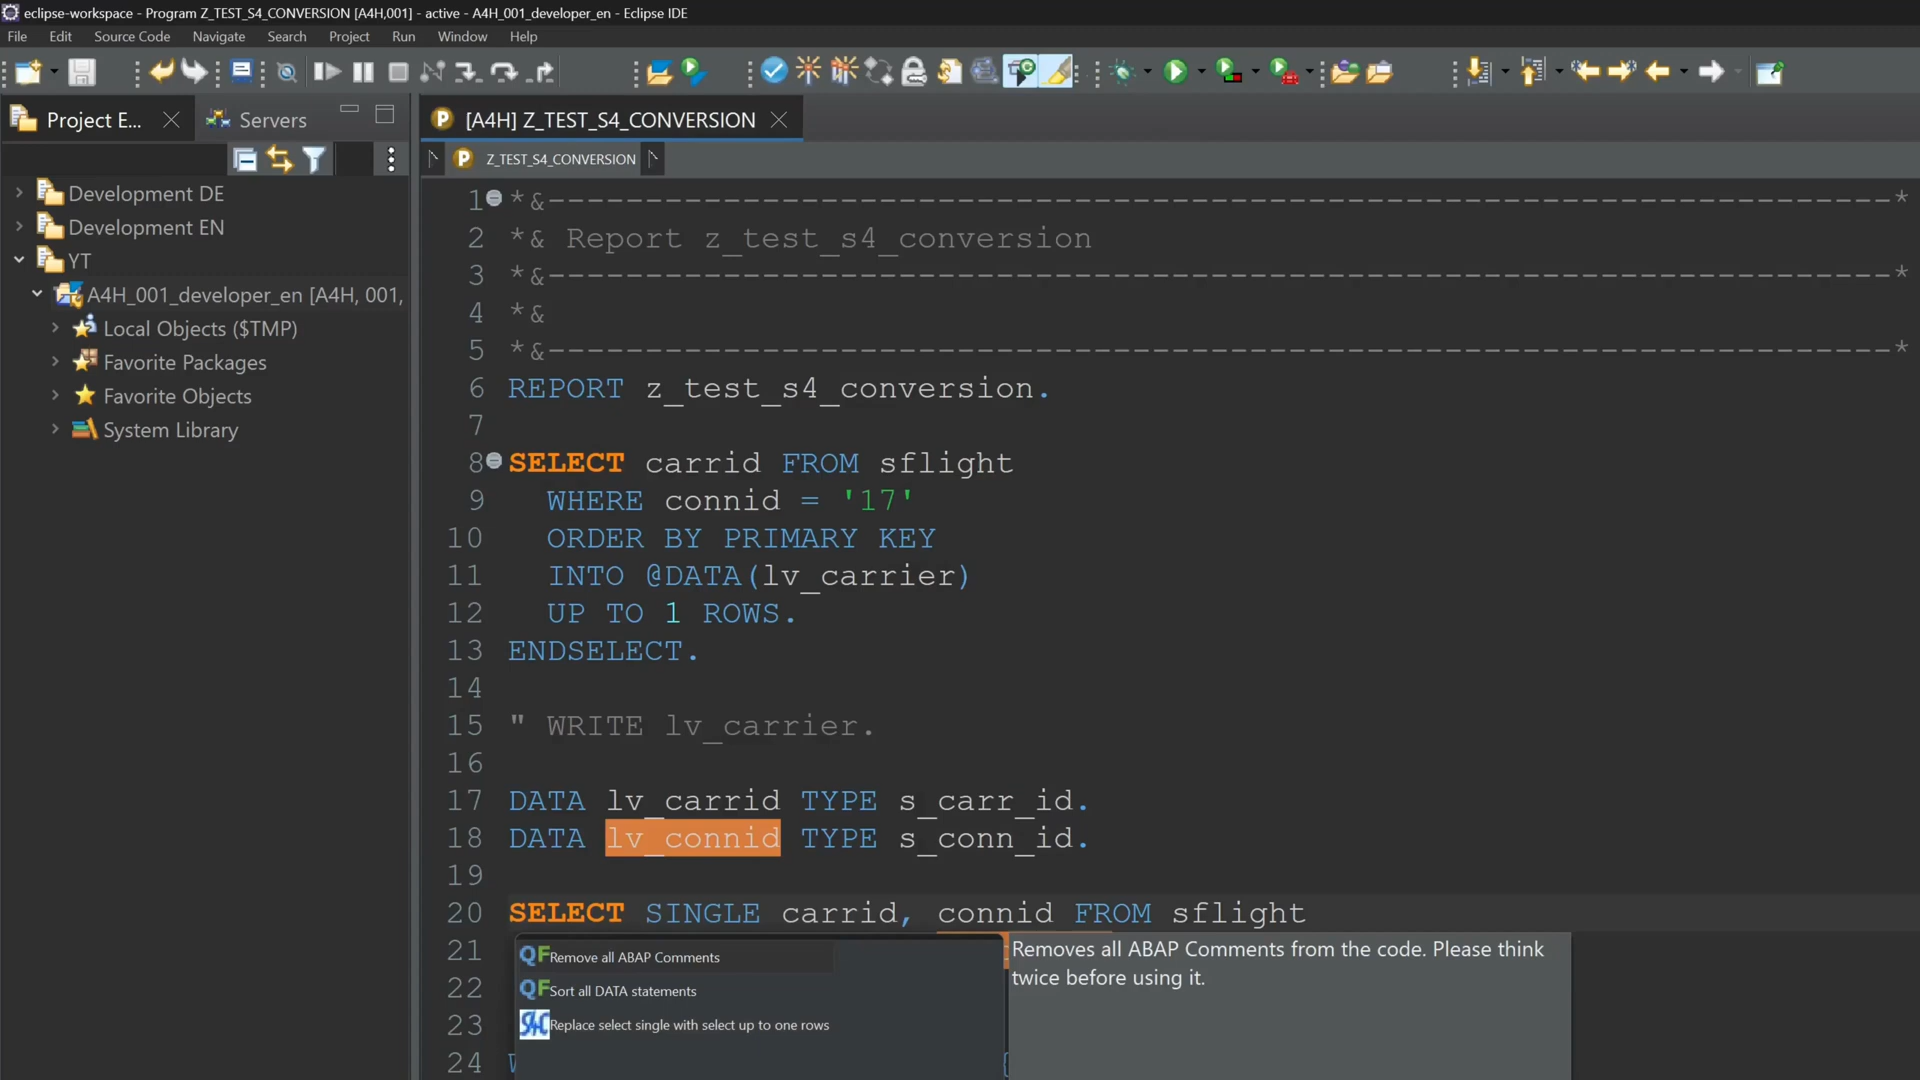 eclipse-workspace - Program Z_TEST_S4_CONVERSION [A4H,001] - active - A4H_001_developer_en - Eclipse IDE
File Edit Source Code Navigate Search Project Run Window Help
Project E... Servers
[A4H] Z_TEST_S4_CONVERSION
Z_TEST_S4_CONVERSION
Development DE
Development EN
YT
A4H_001_developer_en [A4H, 001,
Local Objects ($TMP)
Favorite Packages
Favorite Objects
System Library
1 *&---------------------------------------------------------------------*
2 *& Report z_test_s4_conversion
3 *&---------------------------------------------------------------------*
4 *&
5 *&---------------------------------------------------------------------*
6 REPORT z_test_s4_conversion.
7
8 SELECT carrid FROM sflight
9 WHERE connid = '17'
10 ORDER BY PRIMARY KEY
11 INTO @DATA(lv_carrier)
12 UP TO 1 ROWS.
13 ENDSELECT.
14
15 " WRITE lv_carrier.
16
17 DATA lv_carrid TYPE s_carr_id.
18 DATA lv_connid TYPE s_conn_id.
19
20 SELECT SINGLE carrid, connid FROM sflight
21
22
23
24
QF Remove all ABAP Comments
QF Sort all DATA statements
S4C Replace select single with select up to one rows
Removes all ABAP Comments from the code. Please think
twice before using it.